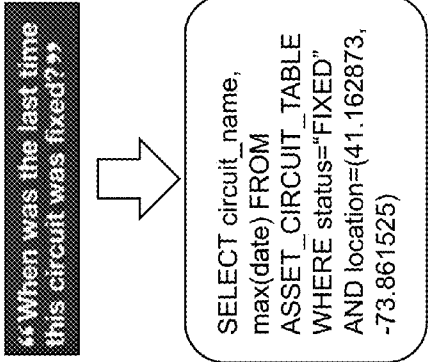 “When was the last time
this circuit was fixed?”
SELECT circuit_name,
max(date) FROM
ASSET_CIRCUIT_TABLE
WHERE status=“FIXED”
AND location=(41.162873,
-73.861525)